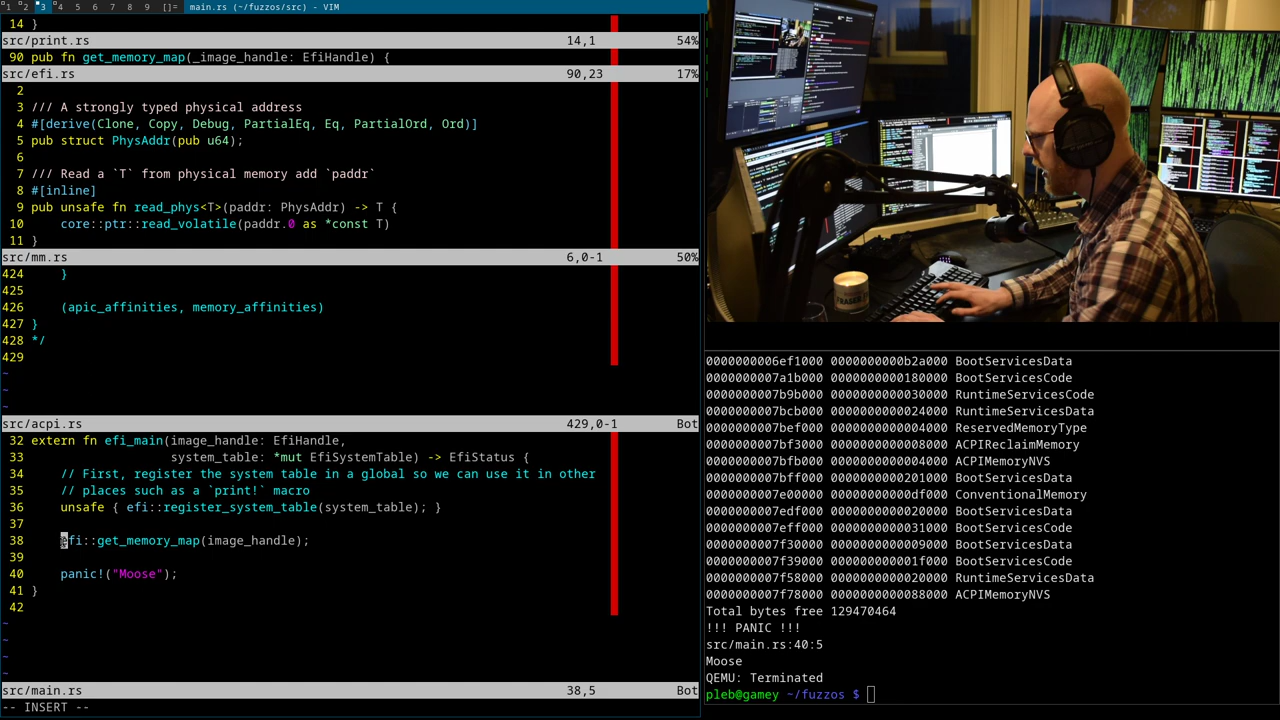 1 2 3 4 5 6 7 8 9 []= main.rs (~/fuzzos/src) - VIM
14 }
src/print.rs 14,1 54%
90 pub fn get_memory_map(_image_handle: EfiHandle) {
src/efi.rs 90,23 17%
2
3 /// A strongly typed physical address
4 #[derive(Clone, Copy, Debug, PartialEq, Eq, PartialOrd, Ord)]
5 pub struct PhysAddr(pub u64);
6
7 /// Read a `T` from physical memory add `paddr`
8 #[inline]
9 pub unsafe fn read_phys<T>(paddr: PhysAddr) -> T {
10 core::ptr::read_volatile(paddr.0 as *const T)
11 }
src/mm.rs 6,0-1 50%
424 }
425
426 (apic_affinities, memory_affinities)
427 }
428 */
429
~
~
~
src/acpi.rs 429,0-1 Bot
32 extern fn efi_main(image_handle: EfiHandle,
33 system_table: *mut EfiSystemTable) -> EfiStatus {
34 // First, register the system table in a global so we can use it in other
35 // places such as a `print!` macro
36 unsafe { efi::register_system_table(system_table); }
37
38 efi::get_memory_map(image_handle);
39
40 panic!("Moose");
41 }
42
~
~
~
~
src/main.rs 38,5 Bot
-- INSERT --
0000000006ef1000 0000000000b2a000 BootServicesData
0000000007a1b000 0000000000180000 BootServicesCode
0000000007b9b000 0000000000030000 RuntimeServicesCode
0000000007bcb000 0000000000024000 RuntimeServicesData
0000000007bef000 0000000000004000 ReservedMemoryType
0000000007bf3000 0000000000008000 ACPIReclaimMemory
0000000007bfb000 0000000000004000 ACPIMemoryNVS
0000000007bff000 0000000000201000 BootServicesData
0000000007e00000 00000000000df000 ConventionalMemory
0000000007edf000 0000000000020000 BootServicesData
0000000007eff000 0000000000031000 BootServicesCode
0000000007f30000 0000000000009000 BootServicesData
0000000007f39000 000000000001f000 BootServicesCode
0000000007f58000 0000000000020000 RuntimeServicesData
0000000007f78000 0000000000088000 ACPIMemoryNVS
Total bytes free 129470464
!!! PANIC !!!
src/main.rs:40:5
Moose
QEMU: Terminated
pleb@gamey ~/fuzzos $